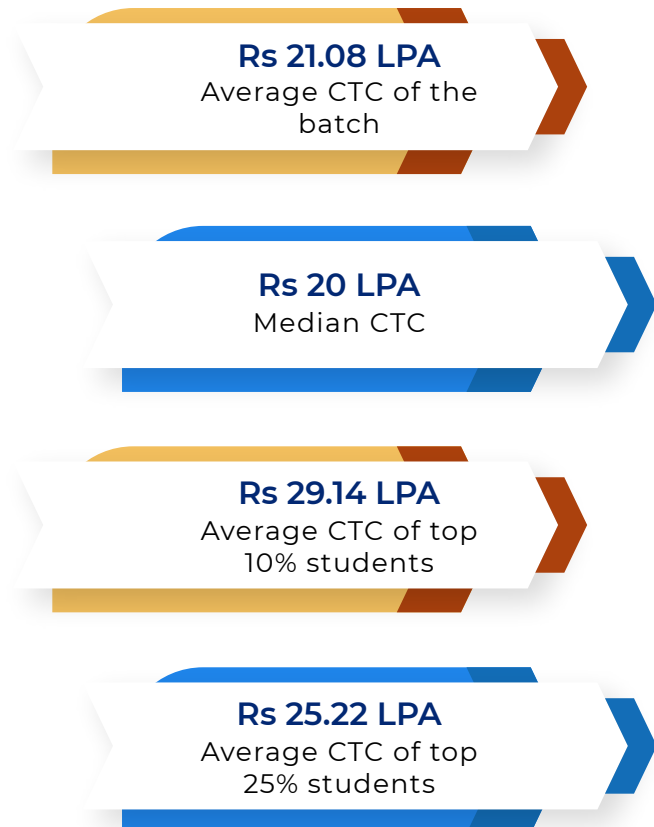 Rs 21.08 LPA
Average CTC of the
batch
Rs 20 LPA
Median CTC
Rs 29.14 LPA
Average CTC of top
10% students
Rs 25.22 LPA
Average CTC of top
25% students